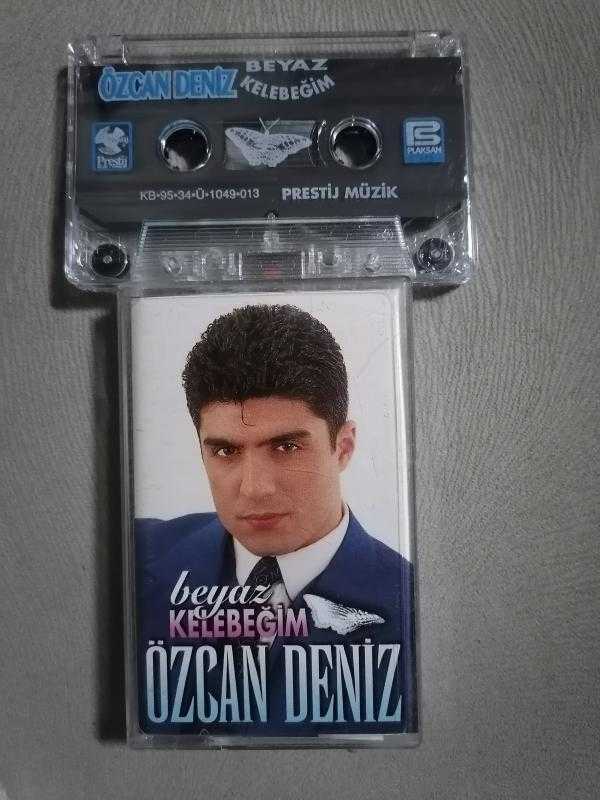 ÖZCAN DENİZ
BEYAZ
KELEBEĞİM
Prestij
PLAKSAN
KB•95•34•Ü•1049•013 PRESTİJ MÜZİK
beyaz
KELEBEĞİM
ÖZCAN DENİZ